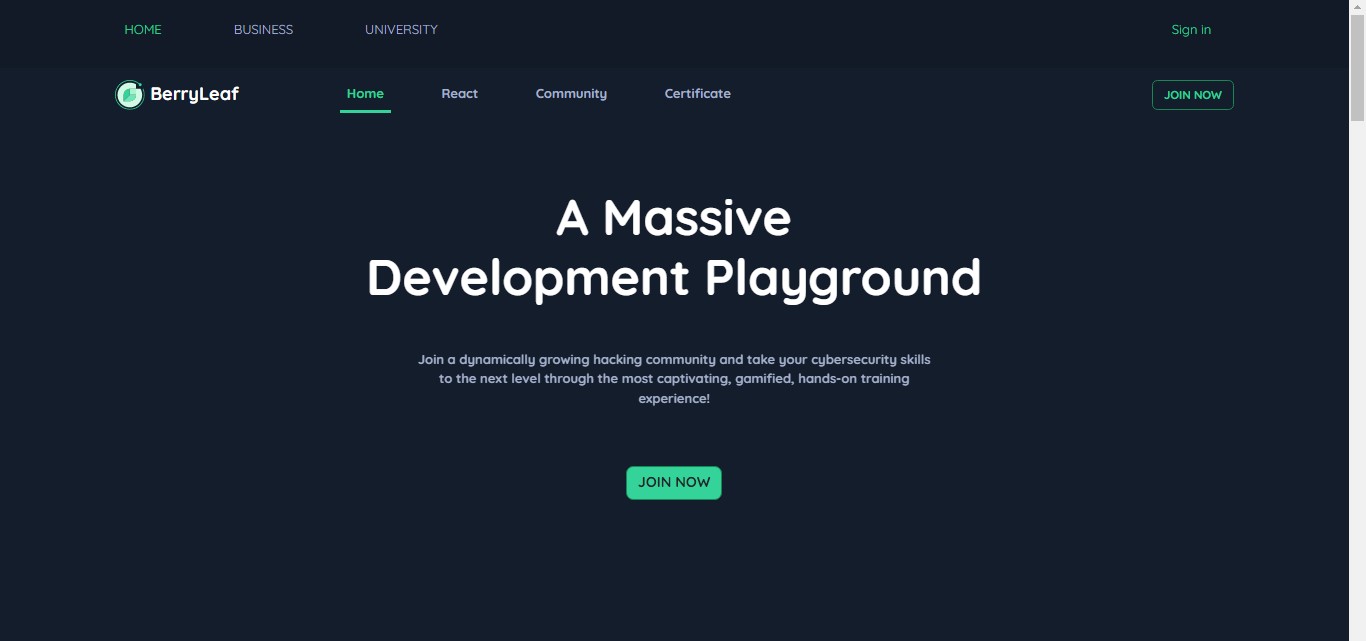 HOME BUSINESS UNIVERSITY Sign in
BerryLeaf Home React Community Certificate JOIN NOW
A Massive
Development Playground
Join a dynamically growing hacking community and take your cybersecurity skills
to the next level through the most captivating, gamified, hands-on training
experience!
JOIN NOW